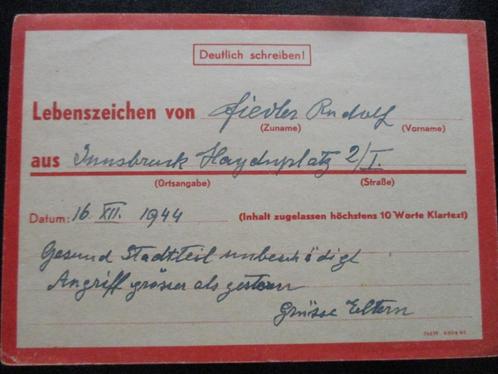 Deutlich schreiben!
Lebenszeichen von Fiedler Rudolf
(Zuname) (Vorname)
aus Innsbruck Haydnplatz 2/I.
(Ortsangabe) (Straße)
Datum: 16. XII. 1944 (Inhalt zugelassen höchstens 10 Worte Klartext)
Gesund Stadtteil unbeschädigt
Angriff grösser als gestern
Grüsse Eltern